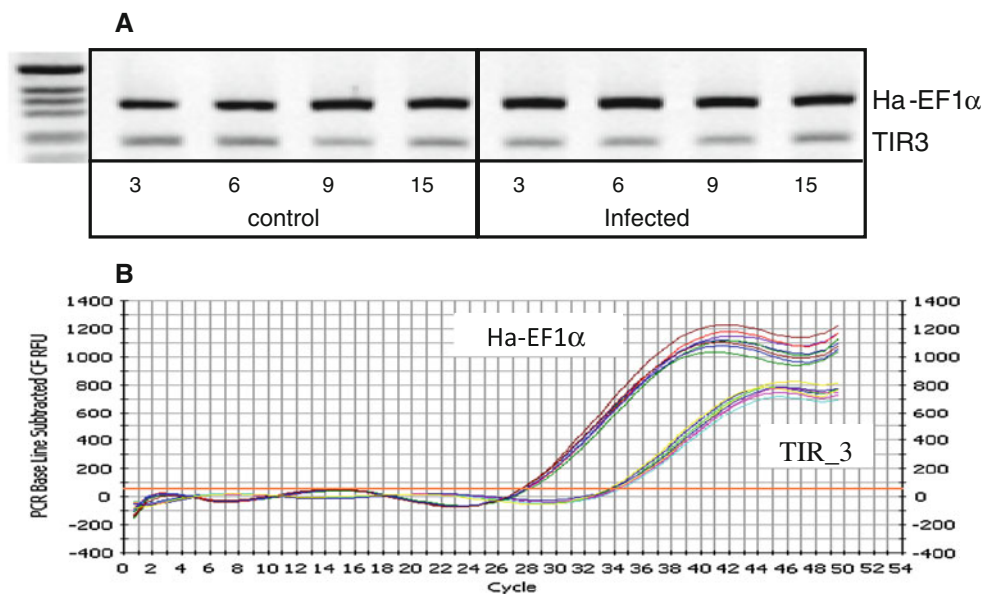 A
Ha-EF1α
TIR3
3 6 9 15 3 6 9 15
control Infected
B
1400 1400
1200 1200
1000 1000
800 800
600 600
400 400
200 200
0 0
-200 -200
-400 -400
PCR Base Line Subtracted CF RFU
Ha-EF1α
TIR_3
0 2 4 6 8 10 12 14 16 18 20 22 24 26 28 30 32 34 36 38 40 42 44 46 48 50 52 54
Cycle